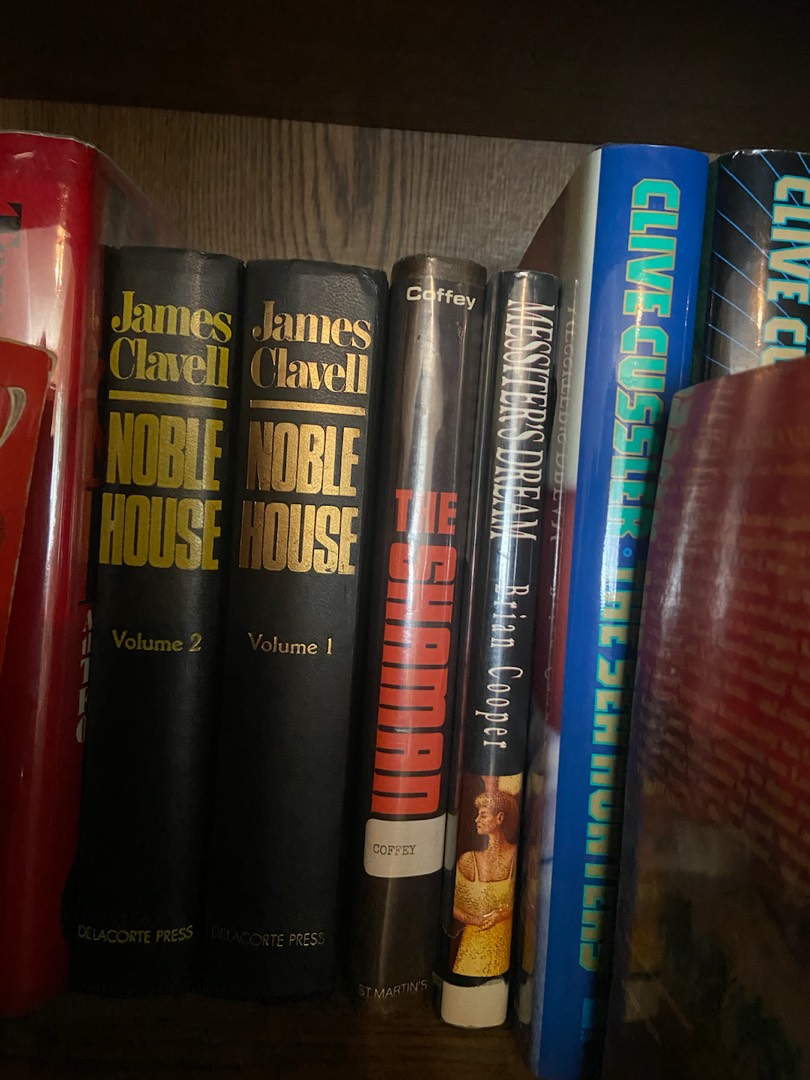 James
Clavell
NOBLE
HOUSE
Volume 2
DELACORTE PRESS
James
Clavell
NOBLE
HOUSE
Volume 1
DELACORTE PRESS
Coffey
THE SHAMAN
COFFEY
ST. MARTIN'S
MESSITER'S DREAM Brian Cooper
CLIVE CUSSLER • THE SEA HUNTERS
CLIVE